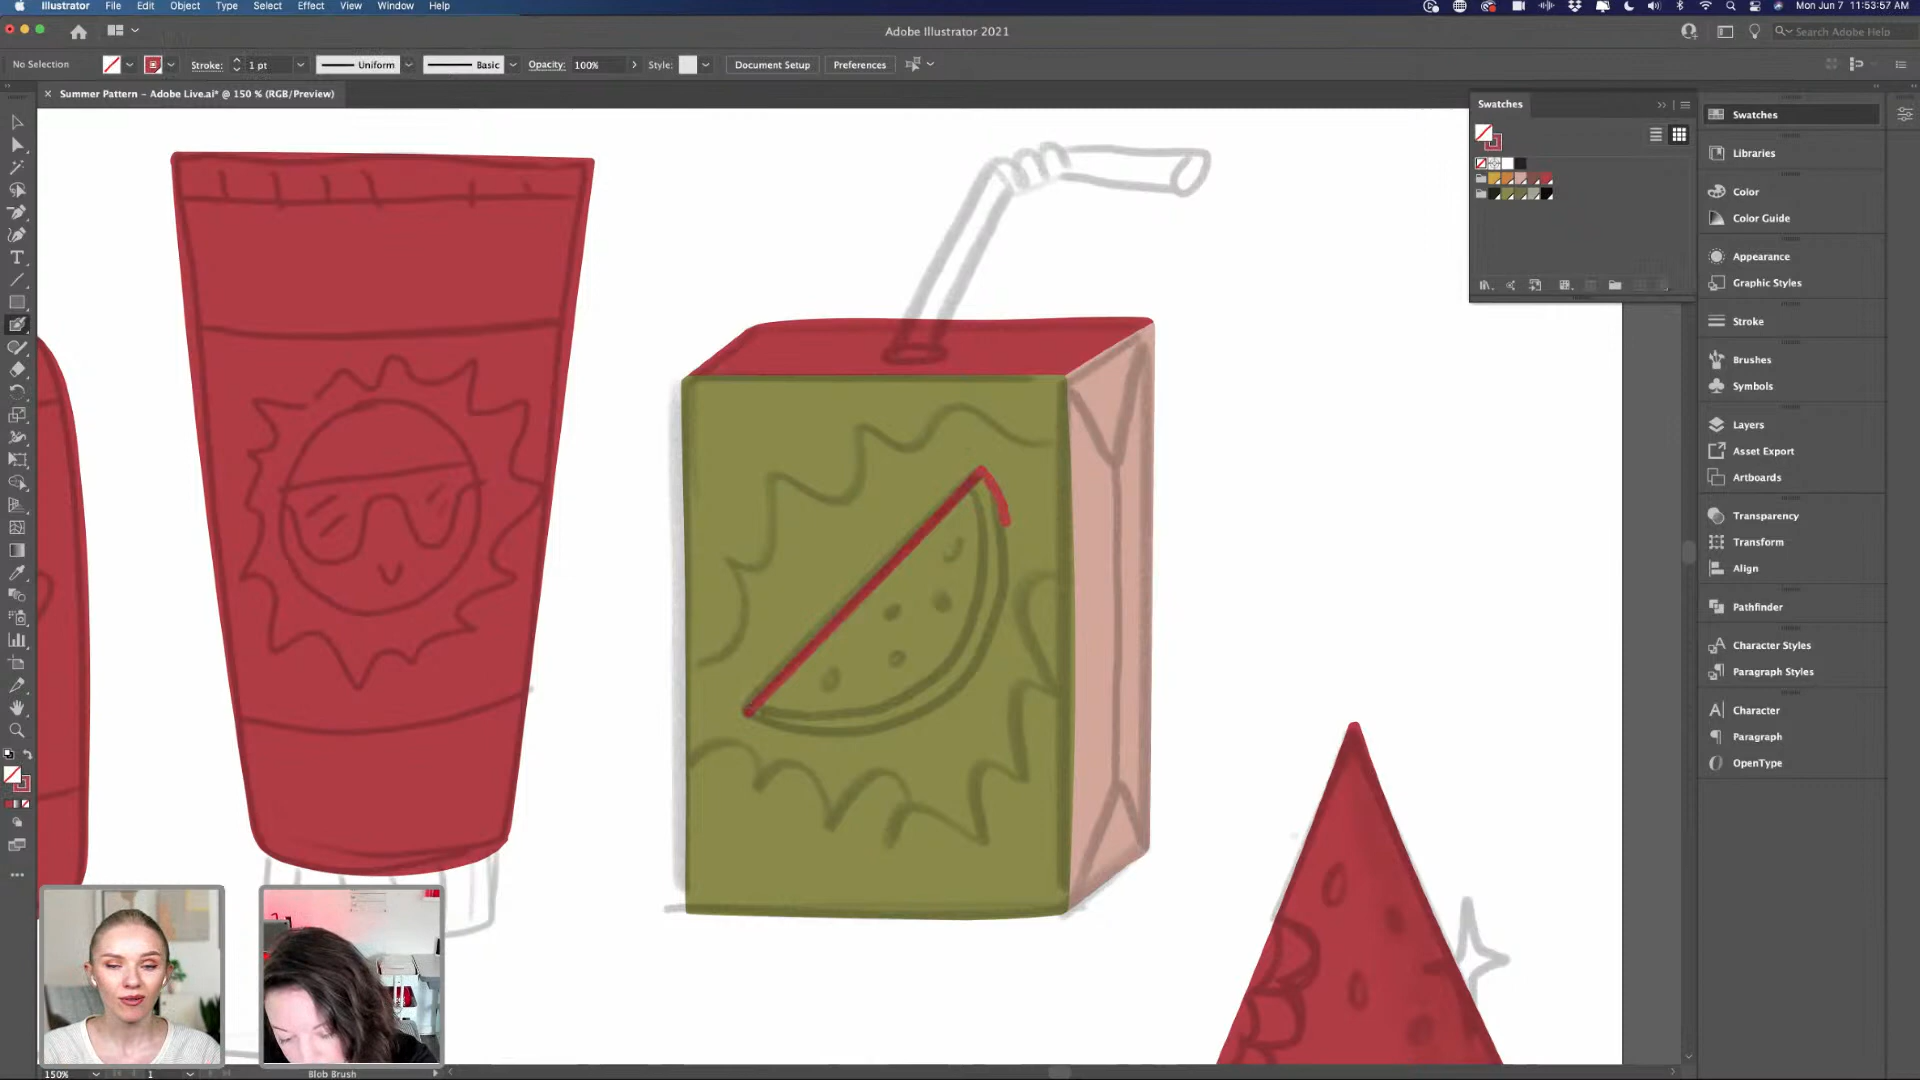 Illustrator File Edit Object Type Select Effect View Window Help
Mon Jun 7 11:53:57 AM
Adobe Illustrator 2021
Search Adobe Help
No Selection
Stroke: 1 pt
Uniform
Basic
Opacity: 100%
Style:
Document Setup
Preferences
Summer Pattern – Adobe Live.ai* @ 150 % (RGB/Preview)
Swatches
Swatches
Libraries
Color
Color Guide
Appearance
Graphic Styles
Stroke
Brushes
Symbols
Layers
Asset Export
Artboards
Transparency
Transform
Align
Pathfinder
Character Styles
Paragraph Styles
Character
Paragraph
OpenType
150%
1
Blob Brush